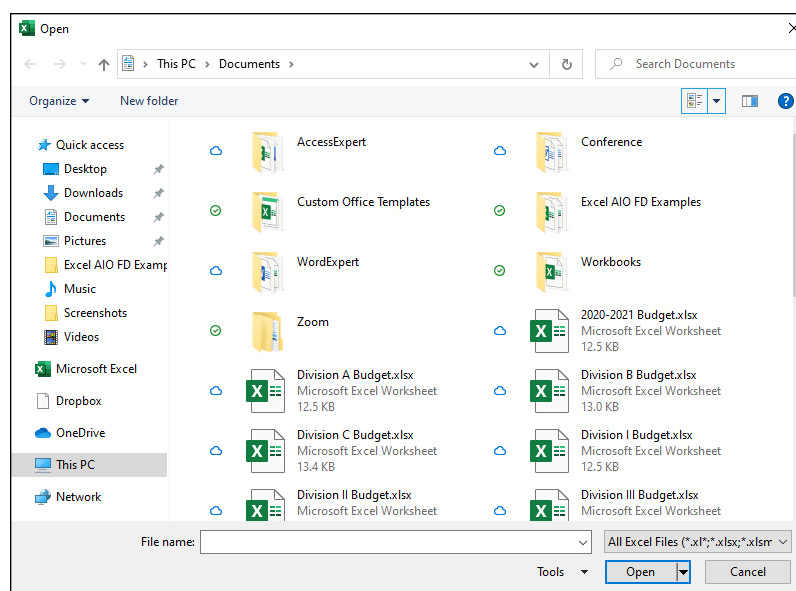 Open
This PC > Documents >
Search Documents
Organize
New folder
Quick access
Desktop
Downloads
Documents
Pictures
Excel AIO FD Examp
Music
Screenshots
Videos
Microsoft Excel
Dropbox
OneDrive
This PC
Network
AccessExpert
Conference
Custom Office Templates
Excel AIO FD Examples
WordExpert
Workbooks
Zoom
2020-2021 Budget.xlsx
Microsoft Excel Worksheet
12.5 KB
Division A Budget.xlsx
Microsoft Excel Worksheet
12.5 KB
Division B Budget.xlsx
Microsoft Excel Worksheet
13.0 KB
Division C Budget.xlsx
Microsoft Excel Worksheet
13.4 KB
Division I Budget.xlsx
Microsoft Excel Worksheet
12.5 KB
Division II Budget.xlsx
Microsoft Excel Worksheet
Division III Budget.xlsx
Microsoft Excel Worksheet
File name:
All Excel Files (*.xl*;*.xlsx;*.xlsm
Tools
Open
Cancel